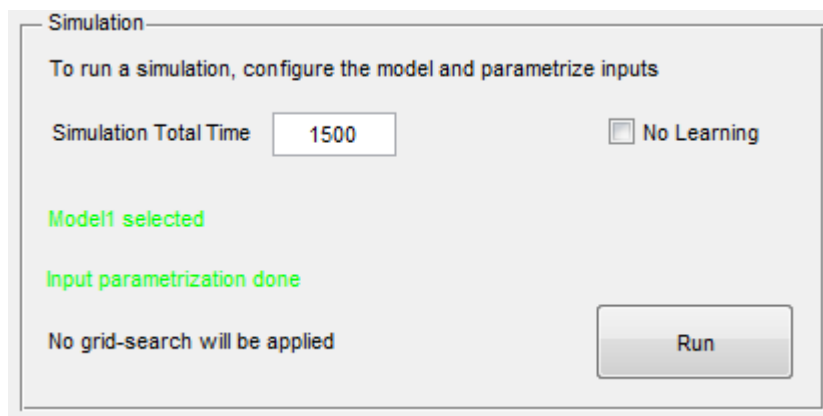 Simulation
To run a simulation, configure the model and parametrize inputs
Simulation Total Time 1500 No Learning
Model1 selected
Input parametrization done
No grid-search will be applied Run